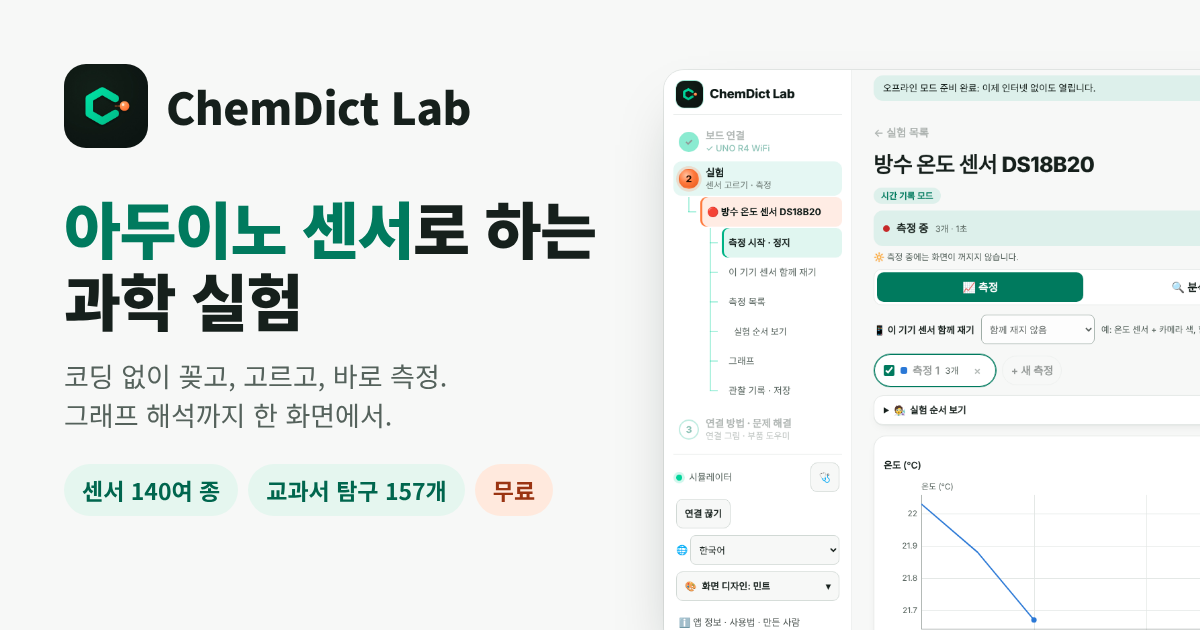 ChemDict Lab
아두이노 센서로 하는
과학 실험
코딩 없이 꽂고, 고르고, 바로 측정.
그래프 해석까지 한 화면에서.
센서 140여 종
교과서 탐구 157개
무료
ChemDict Lab
보드 연결
✓ UNO R4 WiFi
2
실험
센서 고르기 · 측정
방수 온도 센서 DS18B20
측정 시작 · 정지
이 기기 센서 함께 재기
측정 목록
실험 순서 보기
그래프
관찰 기록 · 저장
3
연결 방법 · 문제 해결
연결 그림 · 부품 도우미
시뮬레이터
연결 끊기
한국어
화면 디자인: 민트
앱 정보 · 사용법 · 만든 사람
오프라인 모드 준비 완료: 이제 인터넷 없이도 열립니다.
← 실험 목록
방수 온도 센서 DS18B20
시간 기록 모드
측정 중 3개 · 1초
측정 중에는 화면이 꺼지지 않습니다.
측정
이 기기 센서 함께 재기
함께 재지 않음
예: 온도 센서 + 카메라 색,
측정 1 3개 ×
+ 새 측정
실험 순서 보기
온도 (°C)
온도 (°C)
22
21.9
21.8
21.7